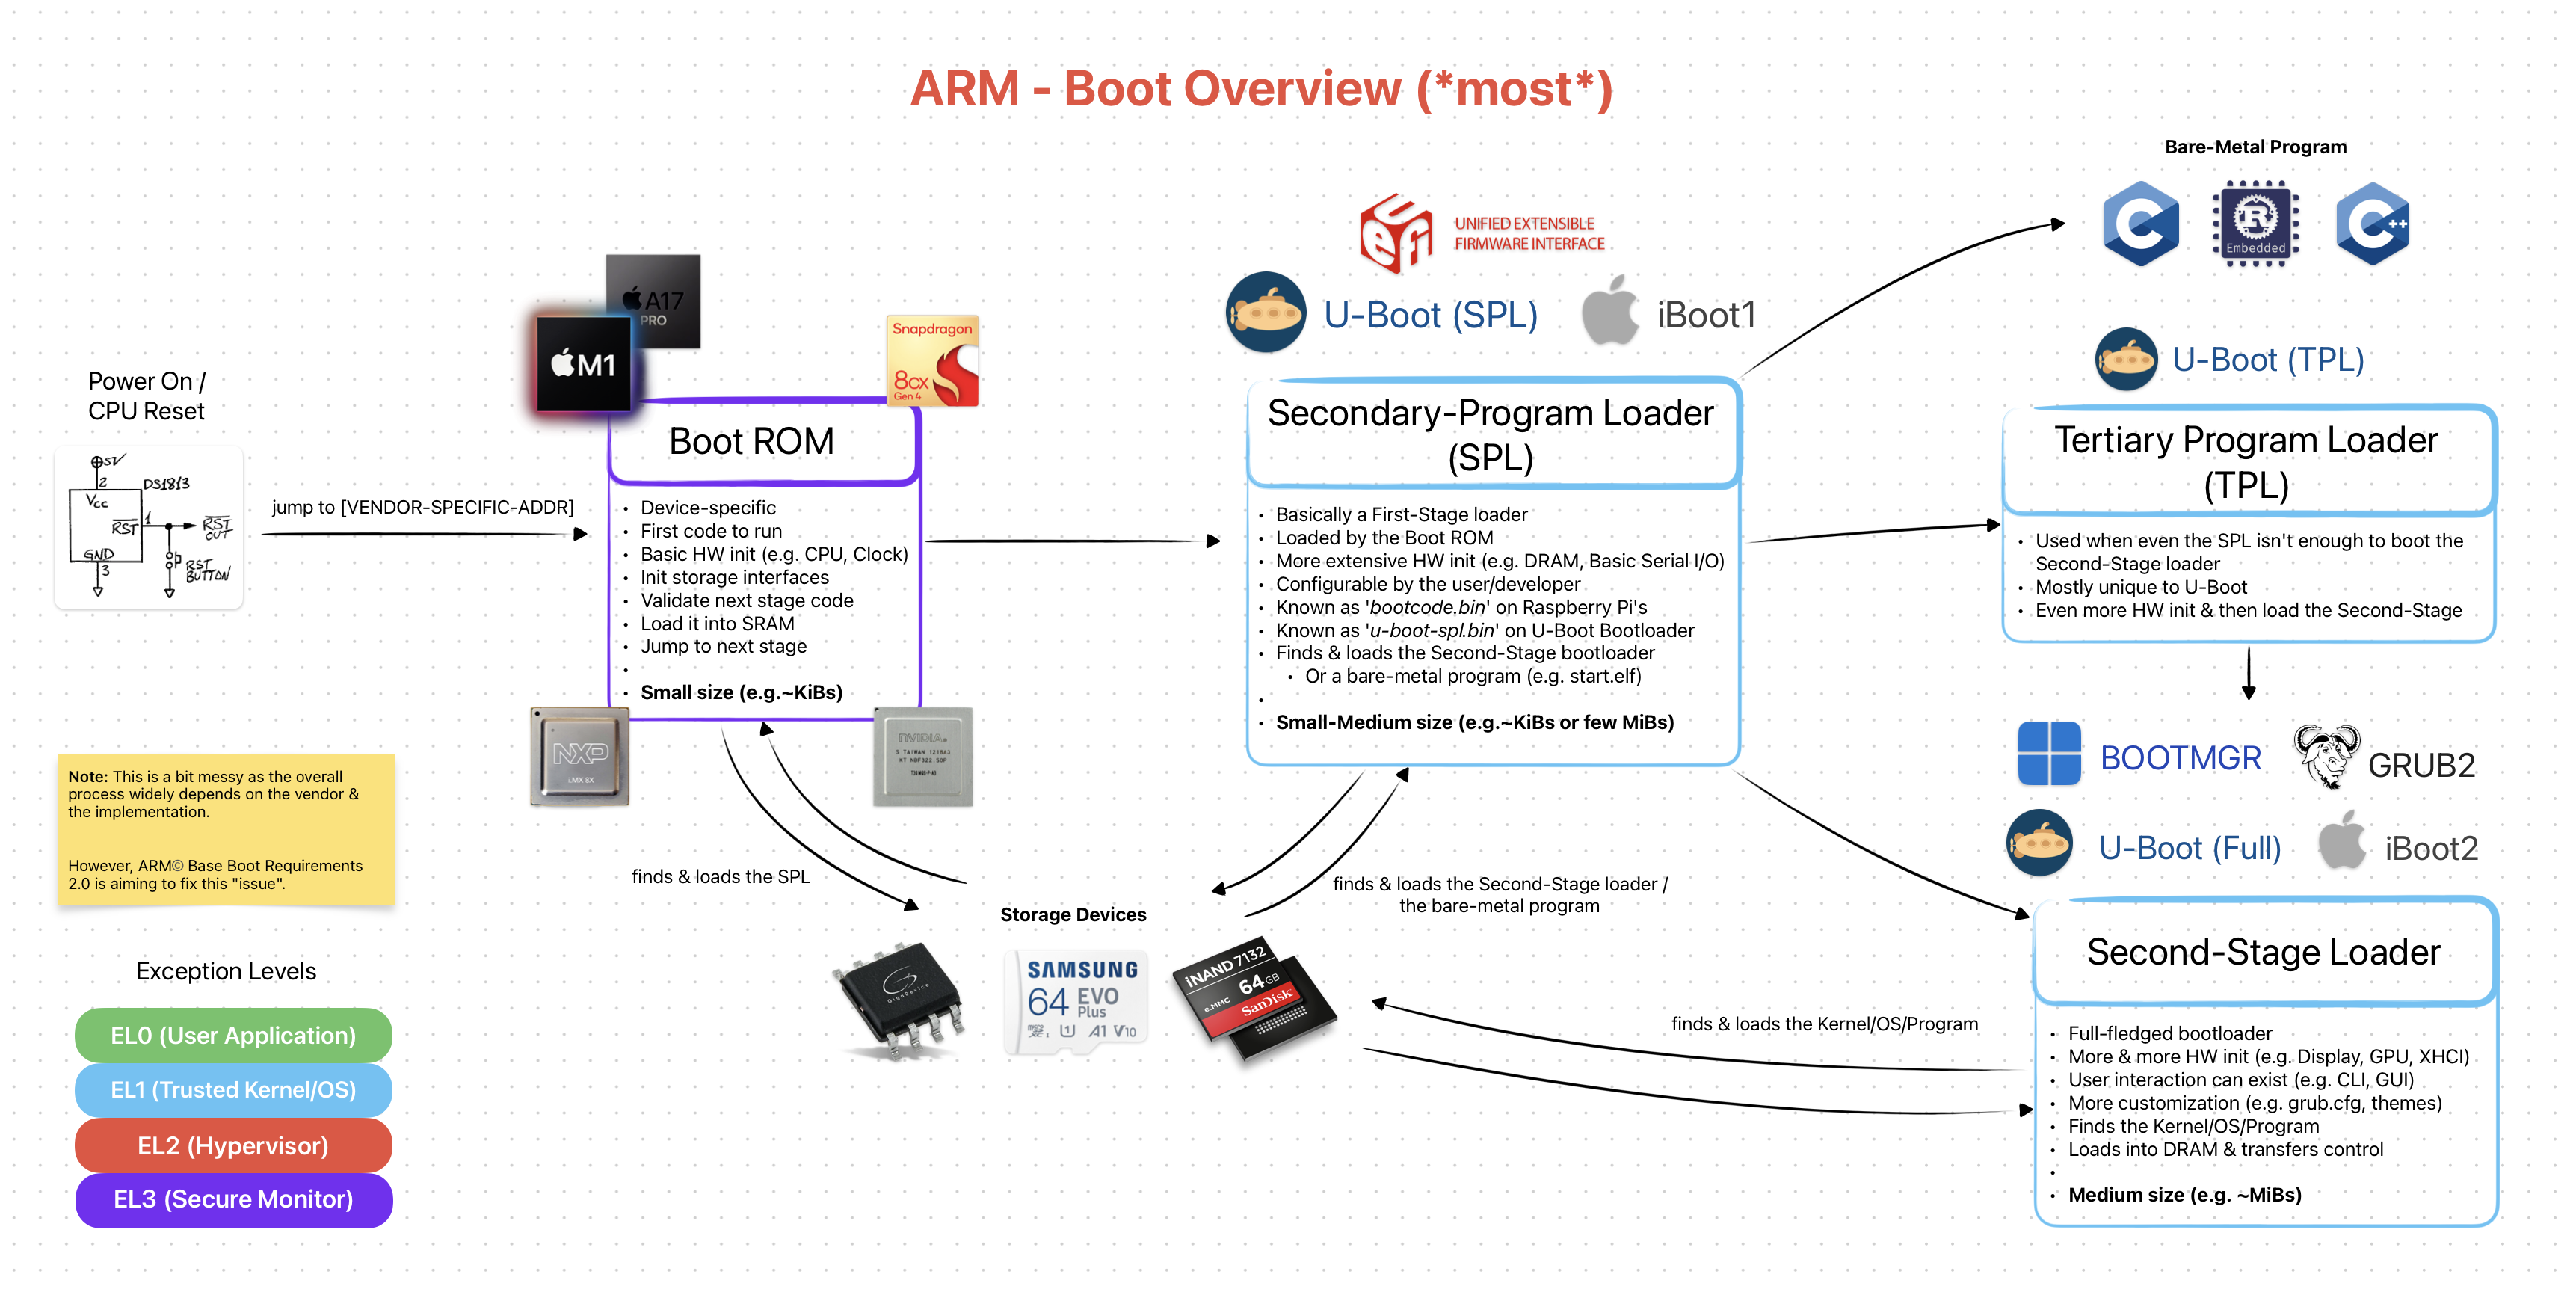 ARM - Boot Overview (*most*)
Bare-Metal Program
C
R
Embedded
C++
UEFI
UNIFIED EXTENSIBLE
FIRMWARE INTERFACE
U-Boot (SPL)
iBoot1
U-Boot (TPL)
A17
PRO
M1
Snapdragon
8cx
Gen 4
Power On /
CPU Reset
5V
2
DS1813
Vcc
RST
1
RST
OUT
GND
3
RST
BUTTON
jump to [VENDOR-SPECIFIC-ADDR]
Boot ROM
• Device-specific
• First code to run
• Basic HW init (e.g. CPU, Clock)
• Init storage interfaces
• Validate next stage code
• Load it into SRAM
• Jump to next stage
•
• Small size (e.g.~KiBs)
NXP
i.MX 8X
NVIDIA.
Secondary-Program Loader
(SPL)
• Basically a First-Stage loader
• Loaded by the Boot ROM
• More extensive HW init (e.g. DRAM, Basic Serial I/O)
• Configurable by the user/developer
• Known as 'bootcode.bin' on Raspberry Pi's
• Known as 'u-boot-spl.bin' on U-Boot Bootloader
• Finds & loads the Second-Stage bootloader
• Or a bare-metal program (e.g. start.elf)
•
• Small-Medium size (e.g.~KiBs or few MiBs)
Tertiary Program Loader
(TPL)
• Used when even the SPL isn't enough to boot the
Second-Stage loader
• Mostly unique to U-Boot
• Even more HW init & then load the Second-Stage
BOOTMGR
GRUB2
U-Boot (Full)
iBoot2
Note: This is a bit messy as the overall
process widely depends on the vendor &
the implementation.
However, ARM© Base Boot Requirements
2.0 is aiming to fix this "issue".
finds & loads the SPL
Storage Devices
finds & loads the Second-Stage loader /
the bare-metal program
GigaDevice
SAMSUNG
64 EVO
Plus
A1 V10
iNAND 7132
e.MMC 64GB
SanDisk
finds & loads the Kernel/OS/Program
Second-Stage Loader
• Full-fledged bootloader
• More & more HW init (e.g. Display, GPU, XHCI)
• User interaction can exist (e.g. CLI, GUI)
• More customization (e.g. grub.cfg, themes)
• Finds the Kernel/OS/Program
• Loads into DRAM & transfers control
•
• Medium size (e.g. ~MiBs)
Exception Levels
EL0 (User Application)
EL1 (Trusted Kernel/OS)
EL2 (Hypervisor)
EL3 (Secure Monitor)